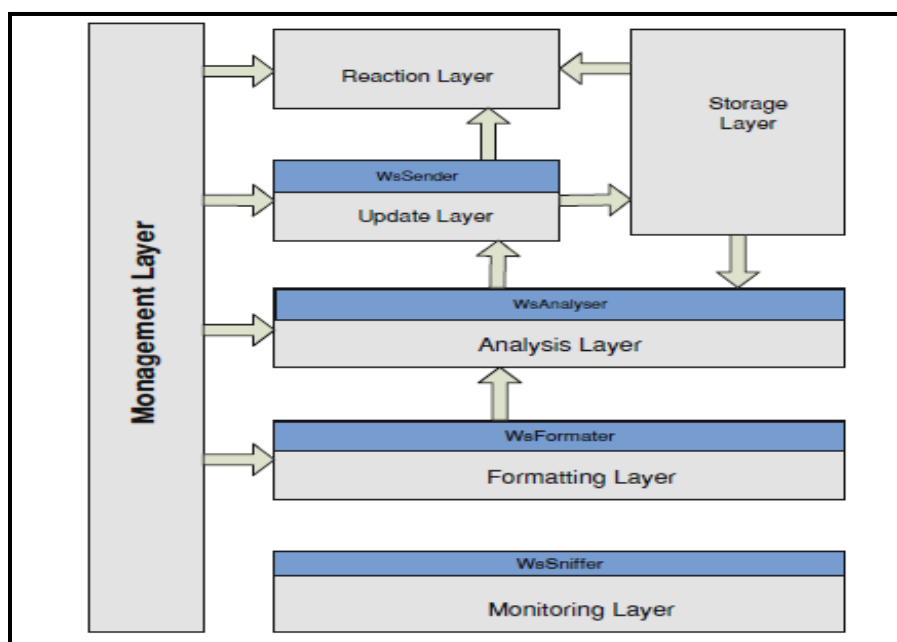 Monagement Layer
Reaction Layer
Storage
Layer
WsSender
Update Layer
WsAnalyser
Analysis Layer
WsFormater
Formatting Layer
WsSniffer
Monitoring Layer